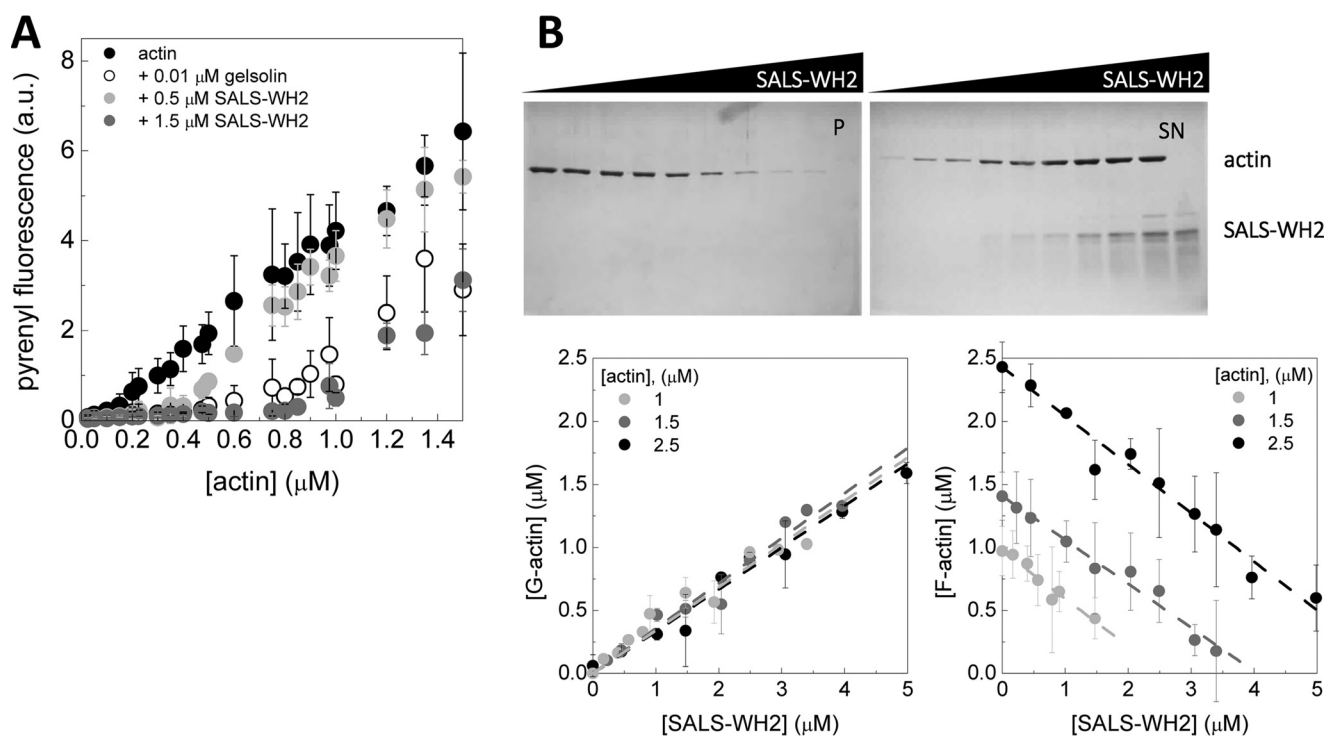 A
8
6
4
2
0
pyrenyl fluorescence (a.u.)
actin
+ 0.01 μM gelsolin
+ 0.5 μM SALS-WH2
+ 1.5 μM SALS-WH2
0.0 0.2 0.4 0.6 0.8 1.0 1.2 1.4
[actin] (μM)
B
SALS-WH2
SALS-WH2
P
SN
actin
SALS-WH2
2.5
2.0
1.5
1.0
0.5
0.0
[G-actin] (μM)
[actin], (μM)
1
1.5
2.5
0 1 2 3 4 5
[SALS-WH2] (μM)
2.5
2.0
1.5
1.0
0.5
0.0
[F-actin] (μM)
[actin], (μM)
1
1.5
2.5
0 1 2 3 4 5
[SALS-WH2] (μM)